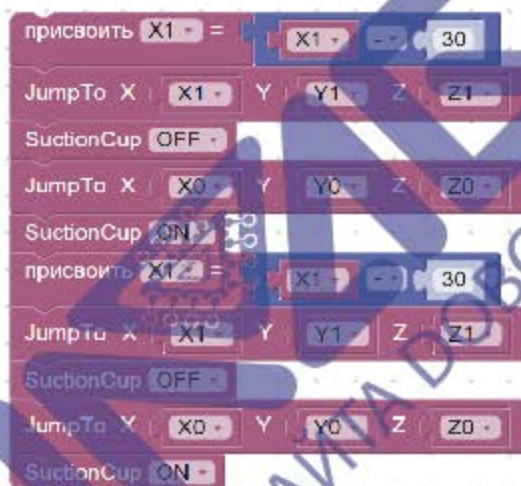 присвоить X1 = X1 - 30
JumpTo X X1 Y Y1 Z Z1
SuctionCup OFF
JumpTo X X0 Y Y0 Z Z0
SuctionCup ON
присвоить X1 = X1 - 30
JumpTo X X1 Y Y1 Z Z1
SuctionCup OFF
JumpTo X X0 Y Y0 Z Z0
SuctionCup ON